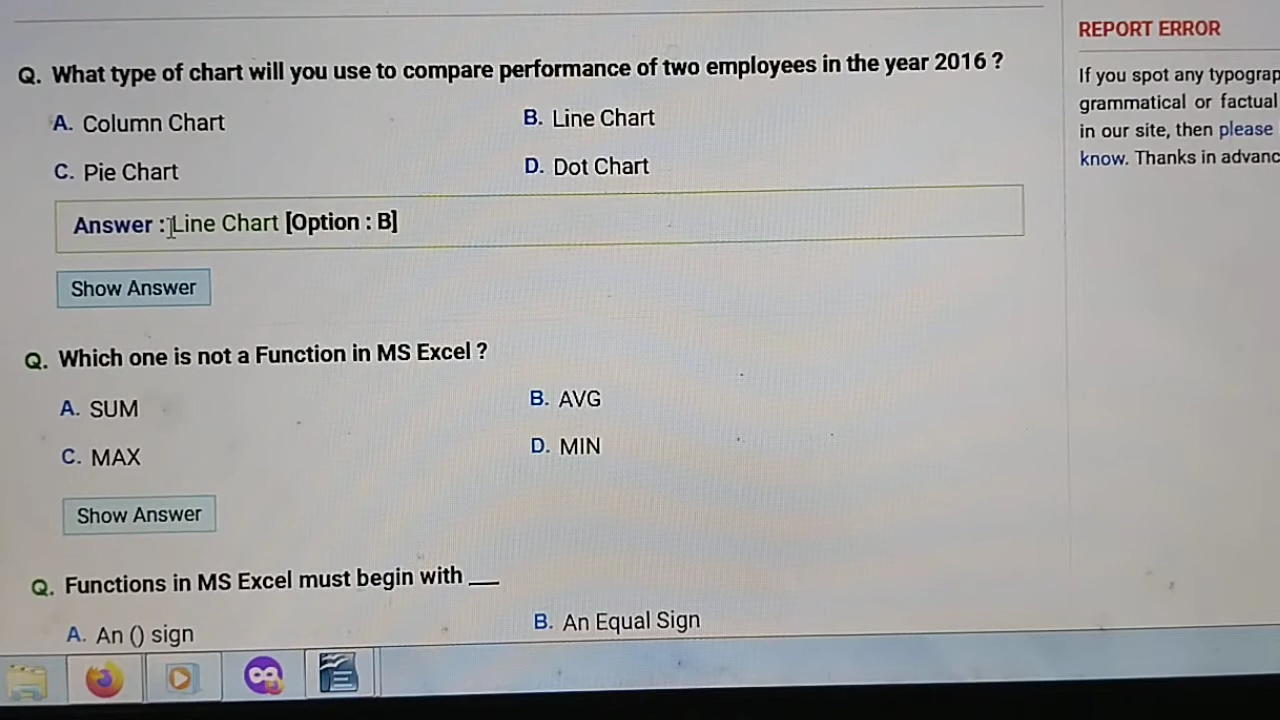 Q. What type of chart will you use to compare performance of two employees in the year 2016 ?
A. Column Chart
B. Line Chart
C. Pie Chart
D. Dot Chart
Answer : Line Chart [Option : B]
Show Answer
Q. Which one is not a Function in MS Excel ?
A. SUM
B. AVG
C. MAX
D. MIN
Show Answer
Q. Functions in MS Excel must begin with ___
A. An () sign
B. An Equal Sign
REPORT ERROR
If you spot any typograp
grammatical or factual
in our site, then please
know. Thanks in advanc